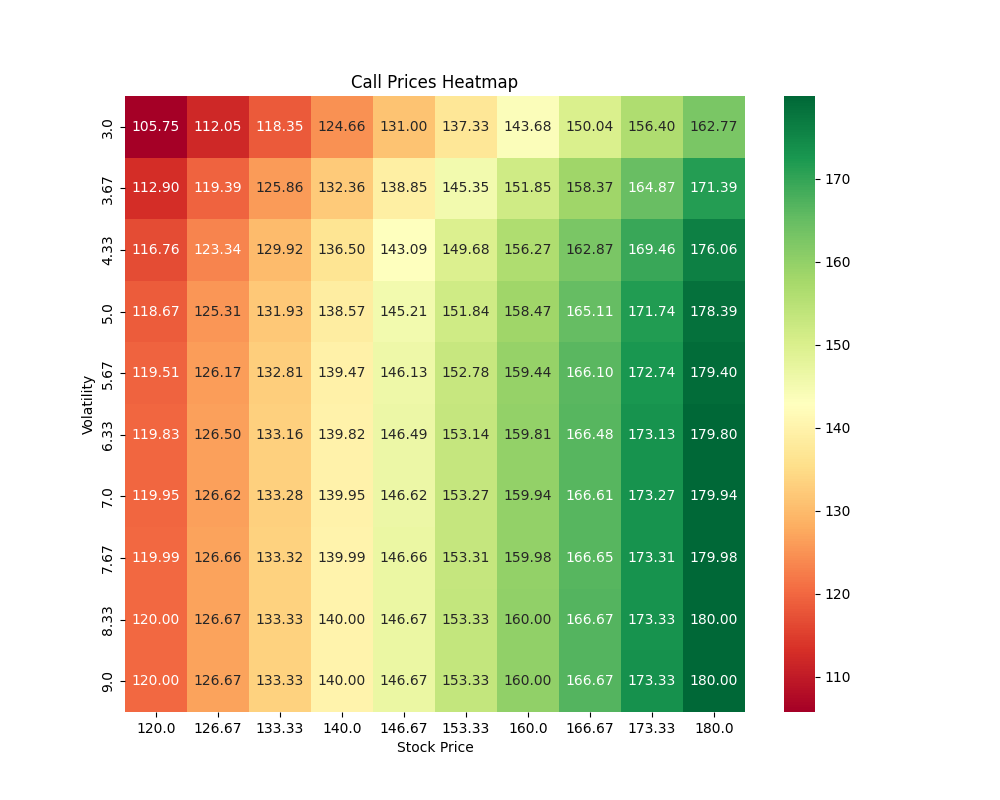 Call Prices Heatmap
Volatility
3.0 105.75 112.05 118.35 124.66 131.00 137.33 143.68 150.04 156.40 162.77
3.67 112.90 119.39 125.86 132.36 138.85 145.35 151.85 158.37 164.87 171.39
4.33 116.76 123.34 129.92 136.50 143.09 149.68 156.27 162.87 169.46 176.06
5.0 118.67 125.31 131.93 138.57 145.21 151.84 158.47 165.11 171.74 178.39
5.67 119.51 126.17 132.81 139.47 146.13 152.78 159.44 166.10 172.74 179.40
6.33 119.83 126.50 133.16 139.82 146.49 153.14 159.81 166.48 173.13 179.80
7.0 119.95 126.62 133.28 139.95 146.62 153.27 159.94 166.61 173.27 179.94
7.67 119.99 126.66 133.32 139.99 146.66 153.31 159.98 166.65 173.31 179.98
8.33 120.00 126.67 133.33 140.00 146.67 153.33 160.00 166.67 173.33 180.00
9.0 120.00 126.67 133.33 140.00 146.67 153.33 160.00 166.67 173.33 180.00
120.0 126.67 133.33 140.0 146.67 153.33 160.0 166.67 173.33 180.0
Stock Price
170
160
150
140
130
120
110